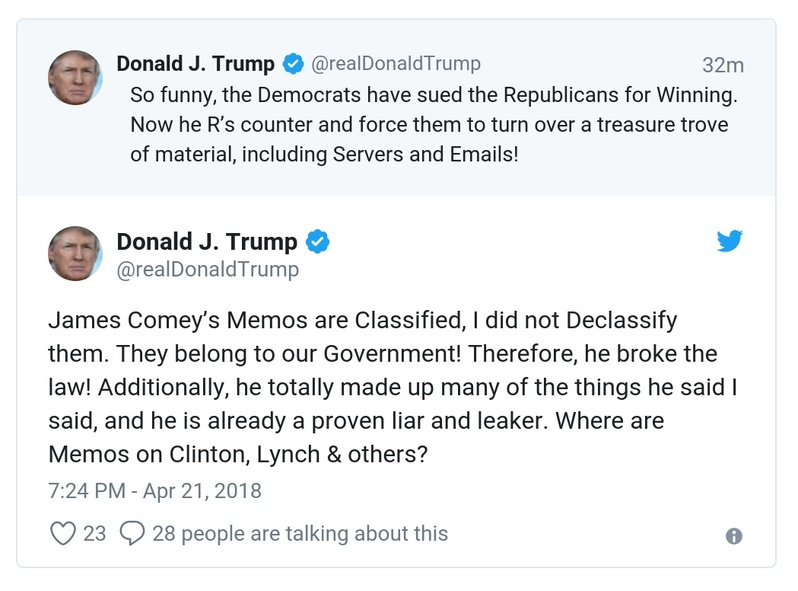 Donald J. Trump @realDonaldTrump 32m
So funny, the Democrats have sued the Republicans for Winning.
Now he R’s counter and force them to turn over a treasure trove
of material, including Servers and Emails!
Donald J. Trump
@realDonaldTrump
James Comey’s Memos are Classified, I did not Declassify
them. They belong to our Government! Therefore, he broke the
law! Additionally, he totally made up many of the things he said I
said, and he is already a proven liar and leaker. Where are
Memos on Clinton, Lynch & others?
7:24 PM - Apr 21, 2018
23 28 people are talking about this